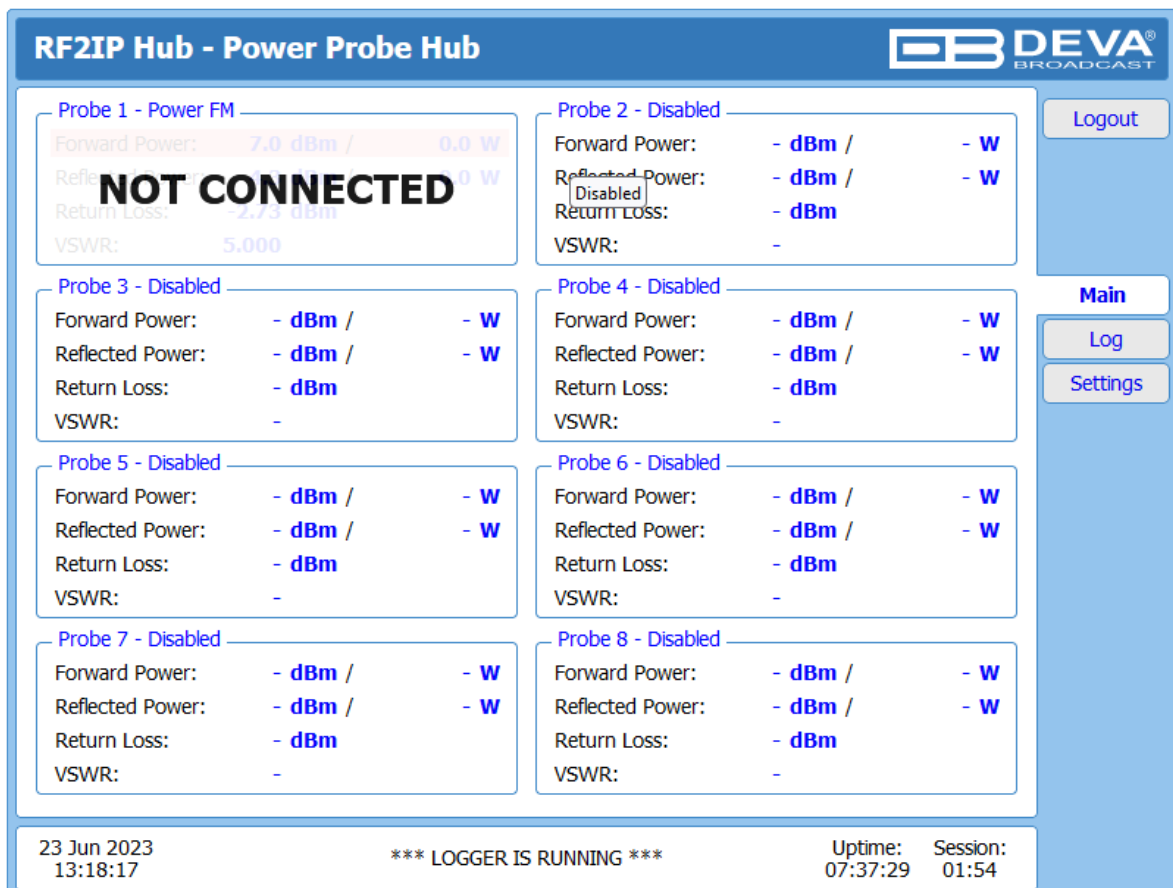 RF2IP Hub - Power Probe Hub
DEVA®
BROADCAST
Probe 1 - Power FM
Forward Power: 7.0 dBm / 0.0 W
NOT CONNECTED
Return Loss: -2.73 dBm
VSWR: 5.000
Probe 2 - Disabled
Forward Power: - dBm / - W
Reflected Power: - dBm / - W
Disabled
Return Loss: - dBm
VSWR: -
Probe 3 - Disabled
Forward Power: - dBm / - W
Reflected Power: - dBm / - W
Return Loss: - dBm
VSWR: -
Probe 4 - Disabled
Forward Power: - dBm / - W
Reflected Power: - dBm / - W
Return Loss: - dBm
VSWR: -
Probe 5 - Disabled
Forward Power: - dBm / - W
Reflected Power: - dBm / - W
Return Loss: - dBm
VSWR: -
Probe 6 - Disabled
Forward Power: - dBm / - W
Reflected Power: - dBm / - W
Return Loss: - dBm
VSWR: -
Probe 7 - Disabled
Forward Power: - dBm / - W
Reflected Power: - dBm / - W
Return Loss: - dBm
VSWR: -
Probe 8 - Disabled
Forward Power: - dBm / - W
Reflected Power: - dBm / - W
Return Loss: - dBm
VSWR: -
Logout
Main
Log
Settings
23 Jun 2023
13:18:17
*** LOGGER IS RUNNING ***
Uptime:
07:37:29
Session:
01:54